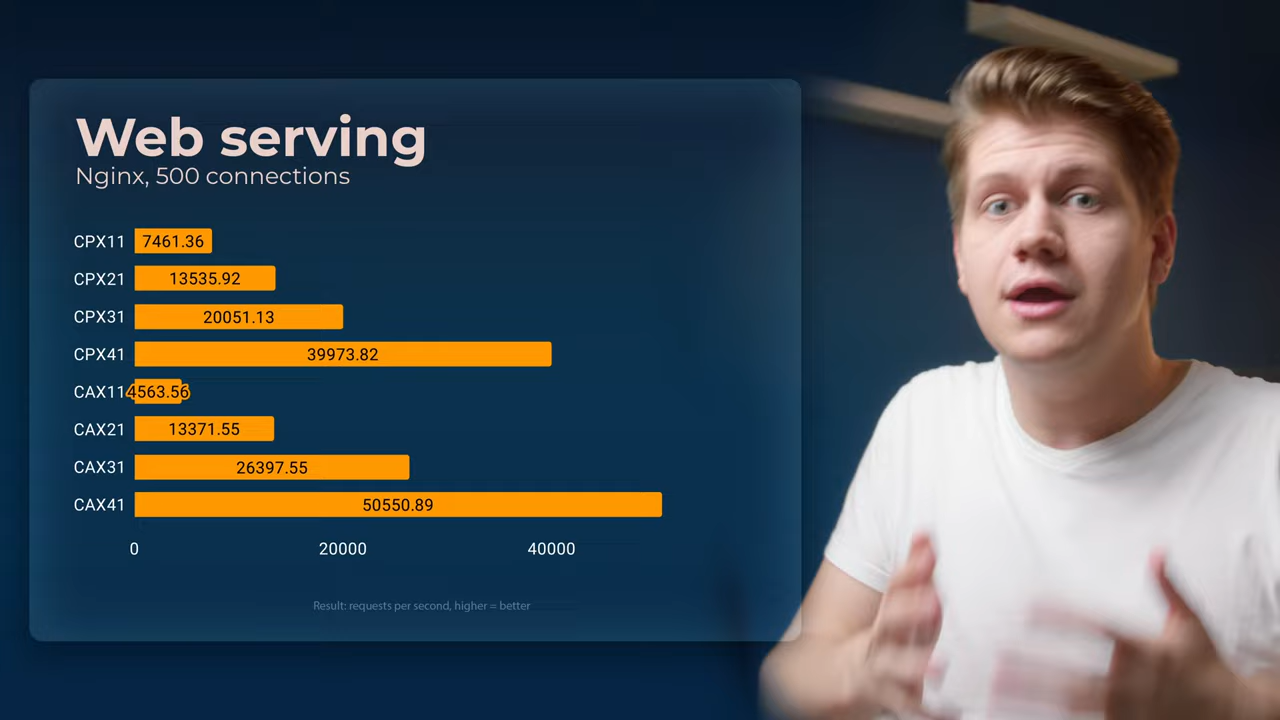 Web serving
Nginx, 500 connections
CPX11 7461.36
CPX21 13535.92
CPX31 20051.13
CPX41 39973.82
CAX11 4563.56
CAX21 13371.55
CAX31 26397.55
CAX41 50550.89
0 20000 40000
Result: requests per second, higher = better